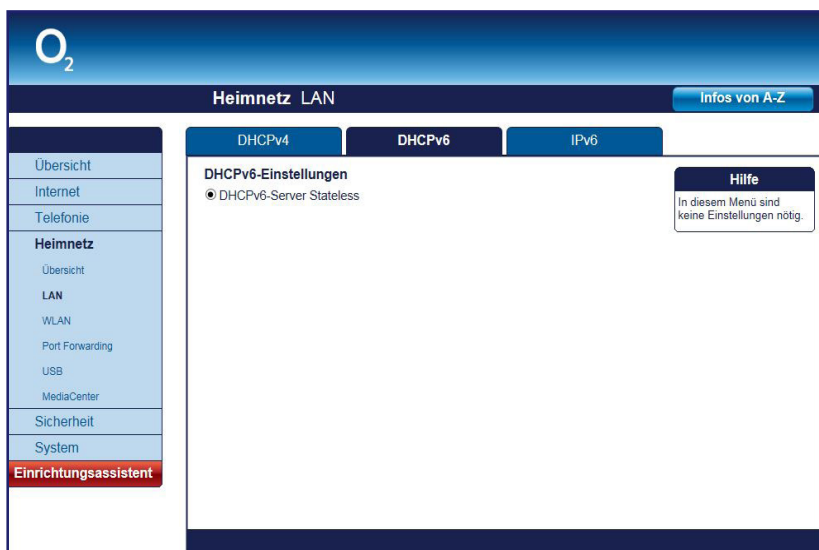 O2
Heimnetz LAN
Infos von A-Z
DHCPv4
DHCPv6
IPv6
Übersicht
Internet
Telefonie
Heimnetz
Übersicht
LAN
WLAN
Port Forwarding
USB
MediaCenter
Sicherheit
System
Einrichtungsassistent
DHCPv6-Einstellungen
DHCPv6-Server Stateless
Hilfe
In diesem Menü sind
keine Einstellungen nötig.